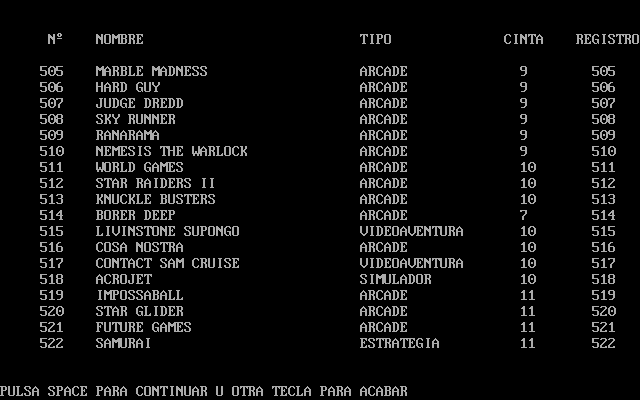 Nº NOMBRE TIPO CINTA REGISTRO
505 MARBLE MADNESS ARCADE 9 505
506 HARD GUY ARCADE 9 506
507 JUDGE DREDD ARCADE 9 507
508 SKY RUNNER ARCADE 9 508
509 RANARAMA ARCADE 9 509
510 NEMESIS THE WARLOCK ARCADE 9 510
511 WORLD GAMES ARCADE 10 511
512 STAR RAIDERS II ARCADE 10 512
513 KNUCKLE BUSTERS ARCADE 10 513
514 BORER DEEP ARCADE 7 514
515 LIVINSTONE SUPONGO VIDEOAVENTURA 10 515
516 COSA NOSTRA ARCADE 10 516
517 CONTACT SAM CRUISE VIDEOAVENTURA 10 517
518 ACROJET SIMULADOR 10 518
519 IMPOSSABALL ARCADE 11 519
520 STAR GLIDER ARCADE 11 520
521 FUTURE GAMES ARCADE 11 521
522 SAMURAI ESTRATEGIA 11 522
PULSA SPACE PARA CONTINUAR U OTRA TECLA PARA ACABAR